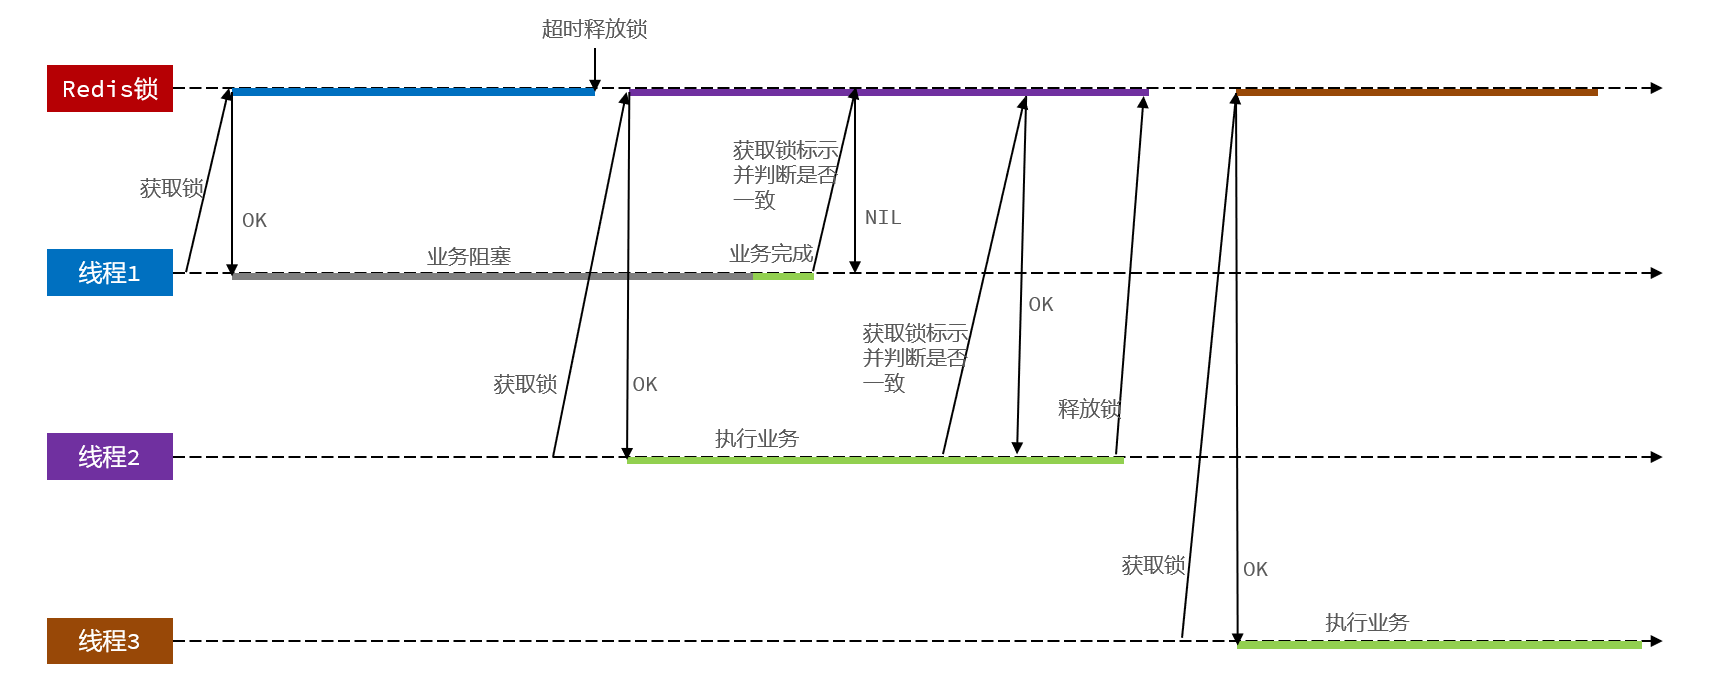 超时释放锁
Redis锁
获取锁
OK
获取锁标示
并判断是否
一致
NIL
线程1
业务阻塞
业务完成
获取锁
OK
获取锁标示
并判断是否
一致
OK
释放锁
线程2
执行业务
获取锁
OK
线程3
执行业务